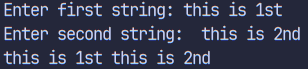 Enter first string: this is 1st
Enter second string:  this is 2nd
this is 1st this is 2nd